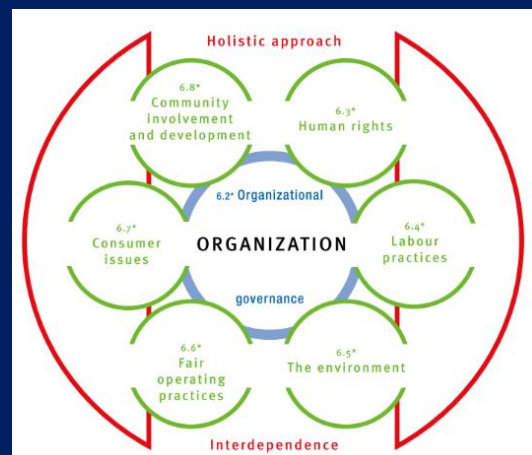 Holistic approach
6.8*
Community
involvement
and development
6.3*
Human rights
6.2* Organizational
6.7*
Consumer
issues
ORGANIZATION
6.4*
Labour
practices
governance
6.6*
Fair
operating
practices
6.5*
The environment
Interdependence